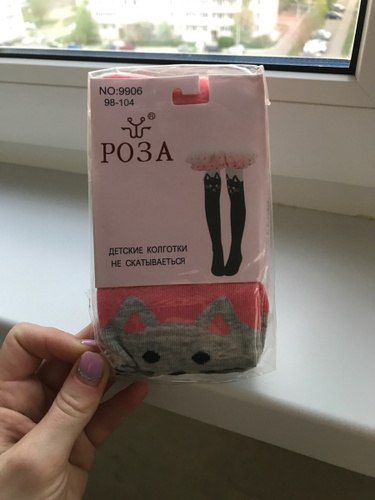 NO:9906
98-104
®
РОЗА
ДЕТСКИЕ КОЛГОТКИ
НЕ СКАТЫВАЕТЬСЯ